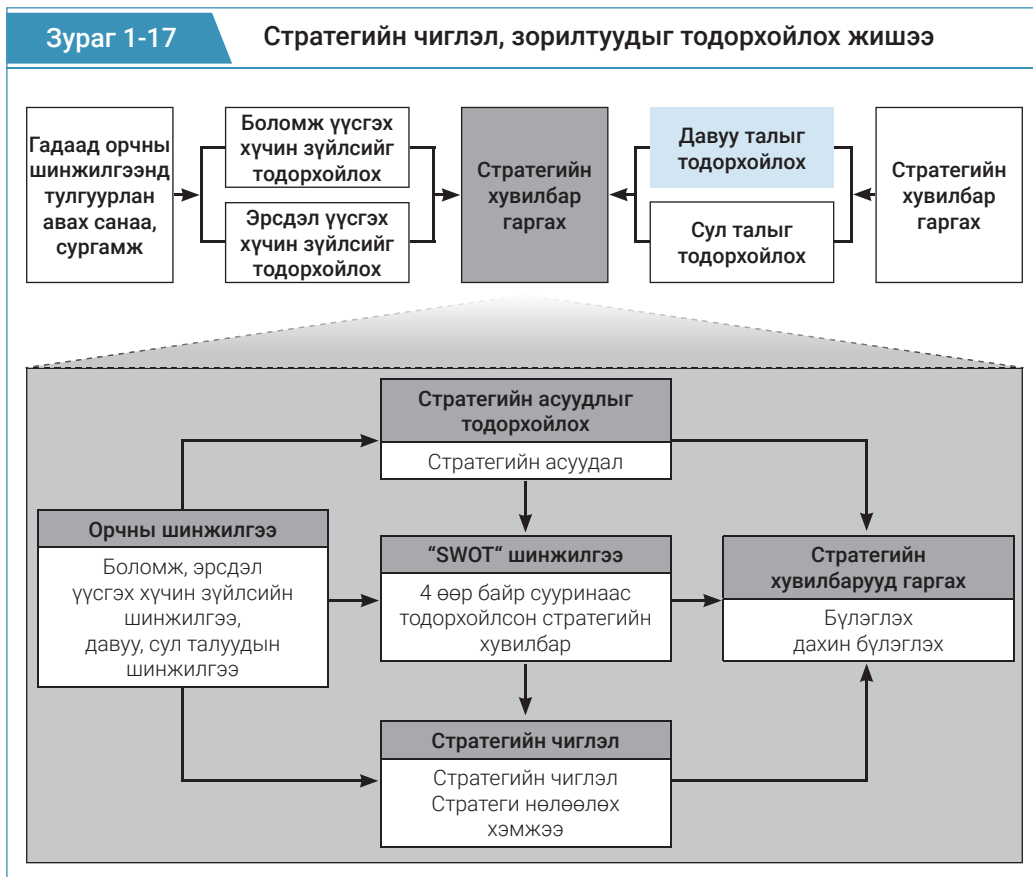 Зураг 1-17
Стратегийн чиглэл, зорилтуудыг тодорхойлох жишээ
Гадаад орчны
шинжилгээнд
тулгуурлан
авах санаа,
сургамж
Боломж үүсгэх
хүчин зүйлсийг
тодорхойлох
Эрсдэл үүсгэх
хүчин зүйлсийг
тодорхойлох
Стратегийн
хувилбар
гаргах
Давуу талыг
тодорхойлох
Сул талыг
тодорхойлох
Стратегийн
хувилбар
гаргах
Стратегийн асуудлыг
тодорхойлох
Стратегийн асуудал
Орчны шинжилгээ
Боломж, эрсдэл
үүсгэх хүчин зүйлсийн
шинжилгээ,
давуу, сул талуудын
шинжилгээ
“SWOT“ шинжилгээ
4 өөр байр сууринаас
тодорхойлсон стратегийн
хувилбар
Стратегийн
хувилбарууд гаргах
Бүлэглэх
дахин бүлэглэх
Стратегийн чиглэл
Стратегийн чиглэл
Стратеги нөлөөлөх
хэмжээ